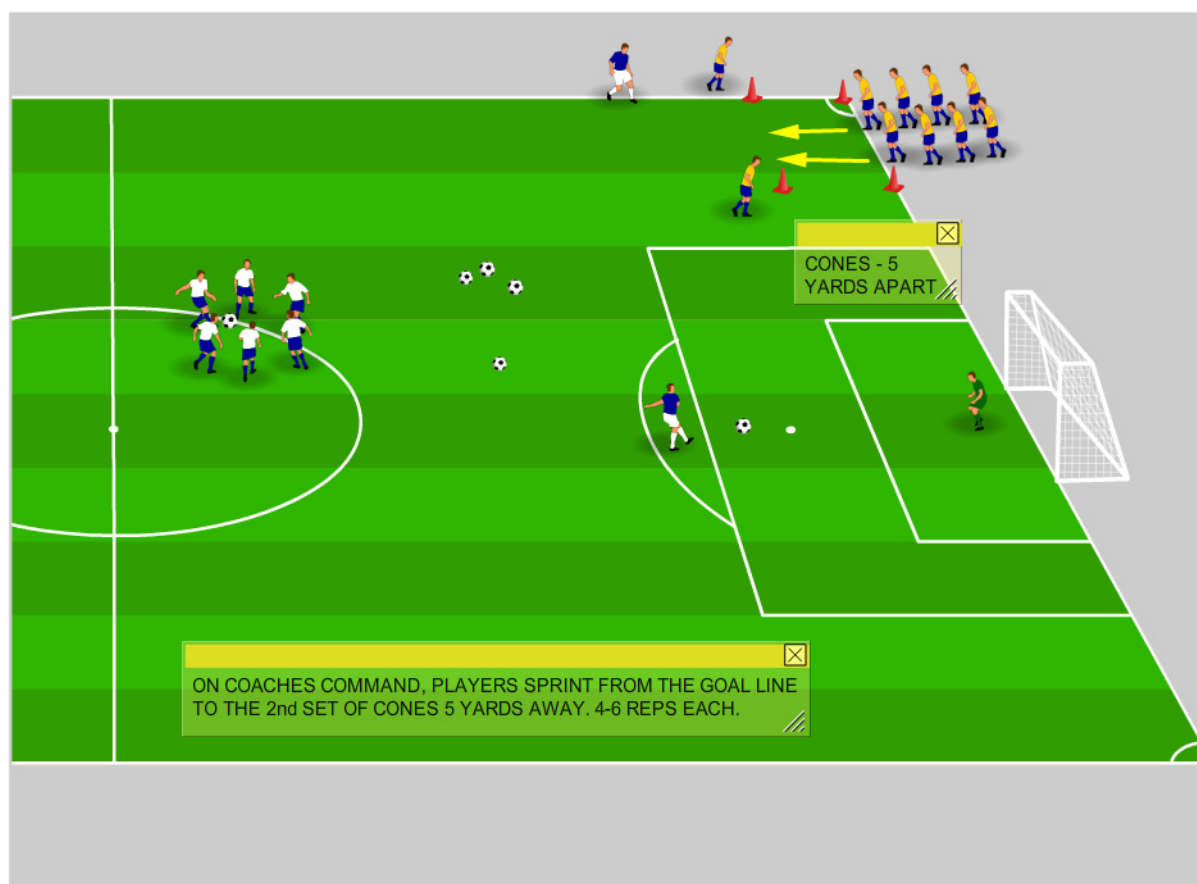 CONES - 5
YARDS APART
ON COACHES COMMAND, PLAYERS SPRINT FROM THE GOAL LINE
TO THE 2nd SET OF CONES 5 YARDS AWAY. 4-6 REPS EACH.